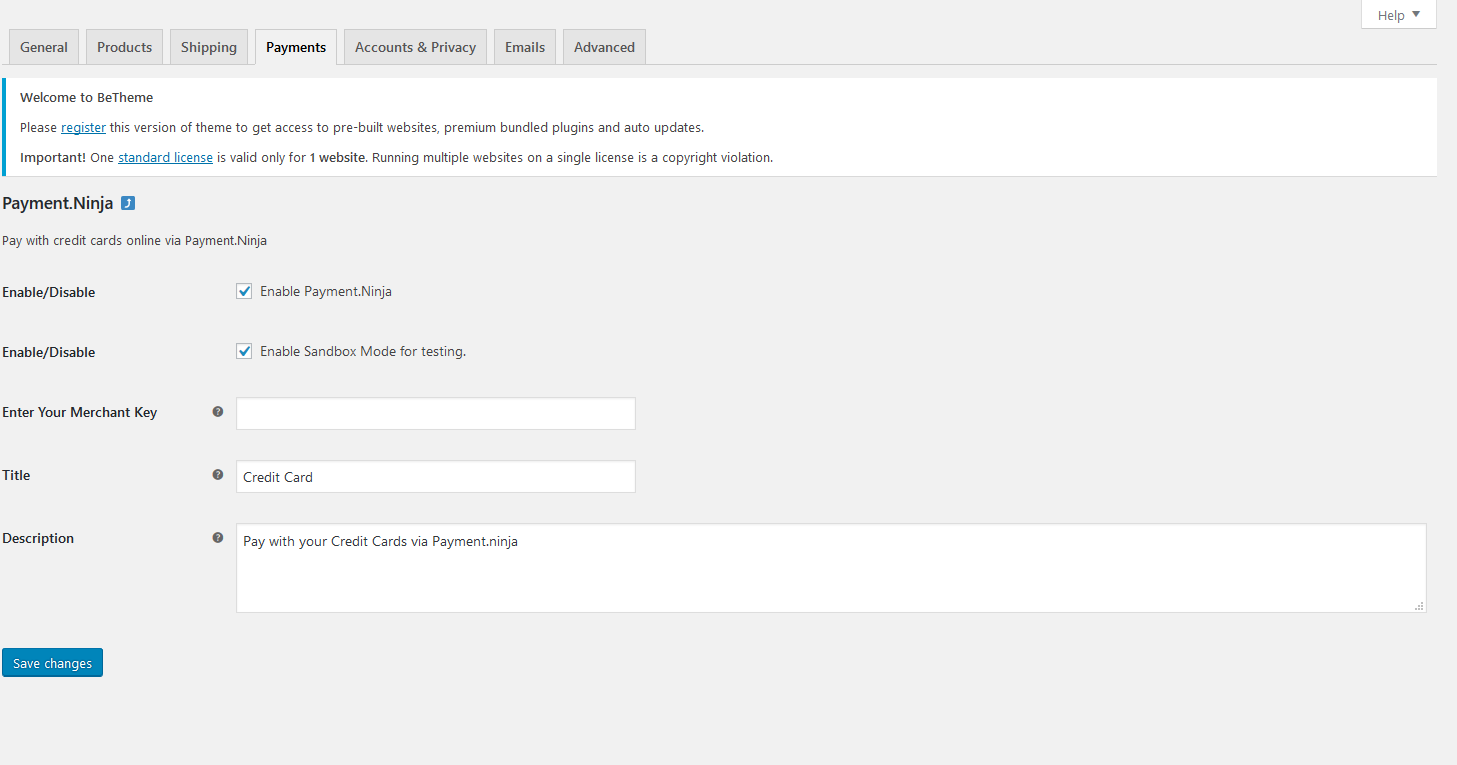 Help
General Products Shipping Payments Accounts & Privacy Emails Advanced
Welcome to BeTheme
Please register this version of theme to get access to pre-built websites, premium bundled plugins and auto updates.
Important! One standard license is valid only for 1 website. Running multiple websites on a single license is a copyright violation.
Payment.Ninja
Pay with credit cards online via Payment.Ninja
Enable/Disable Enable Payment.Ninja
Enable/Disable Enable Sandbox Mode for testing.
Enter Your Merchant Key
Title Credit Card
Description Pay with your Credit Cards via Payment.ninja
Save changes